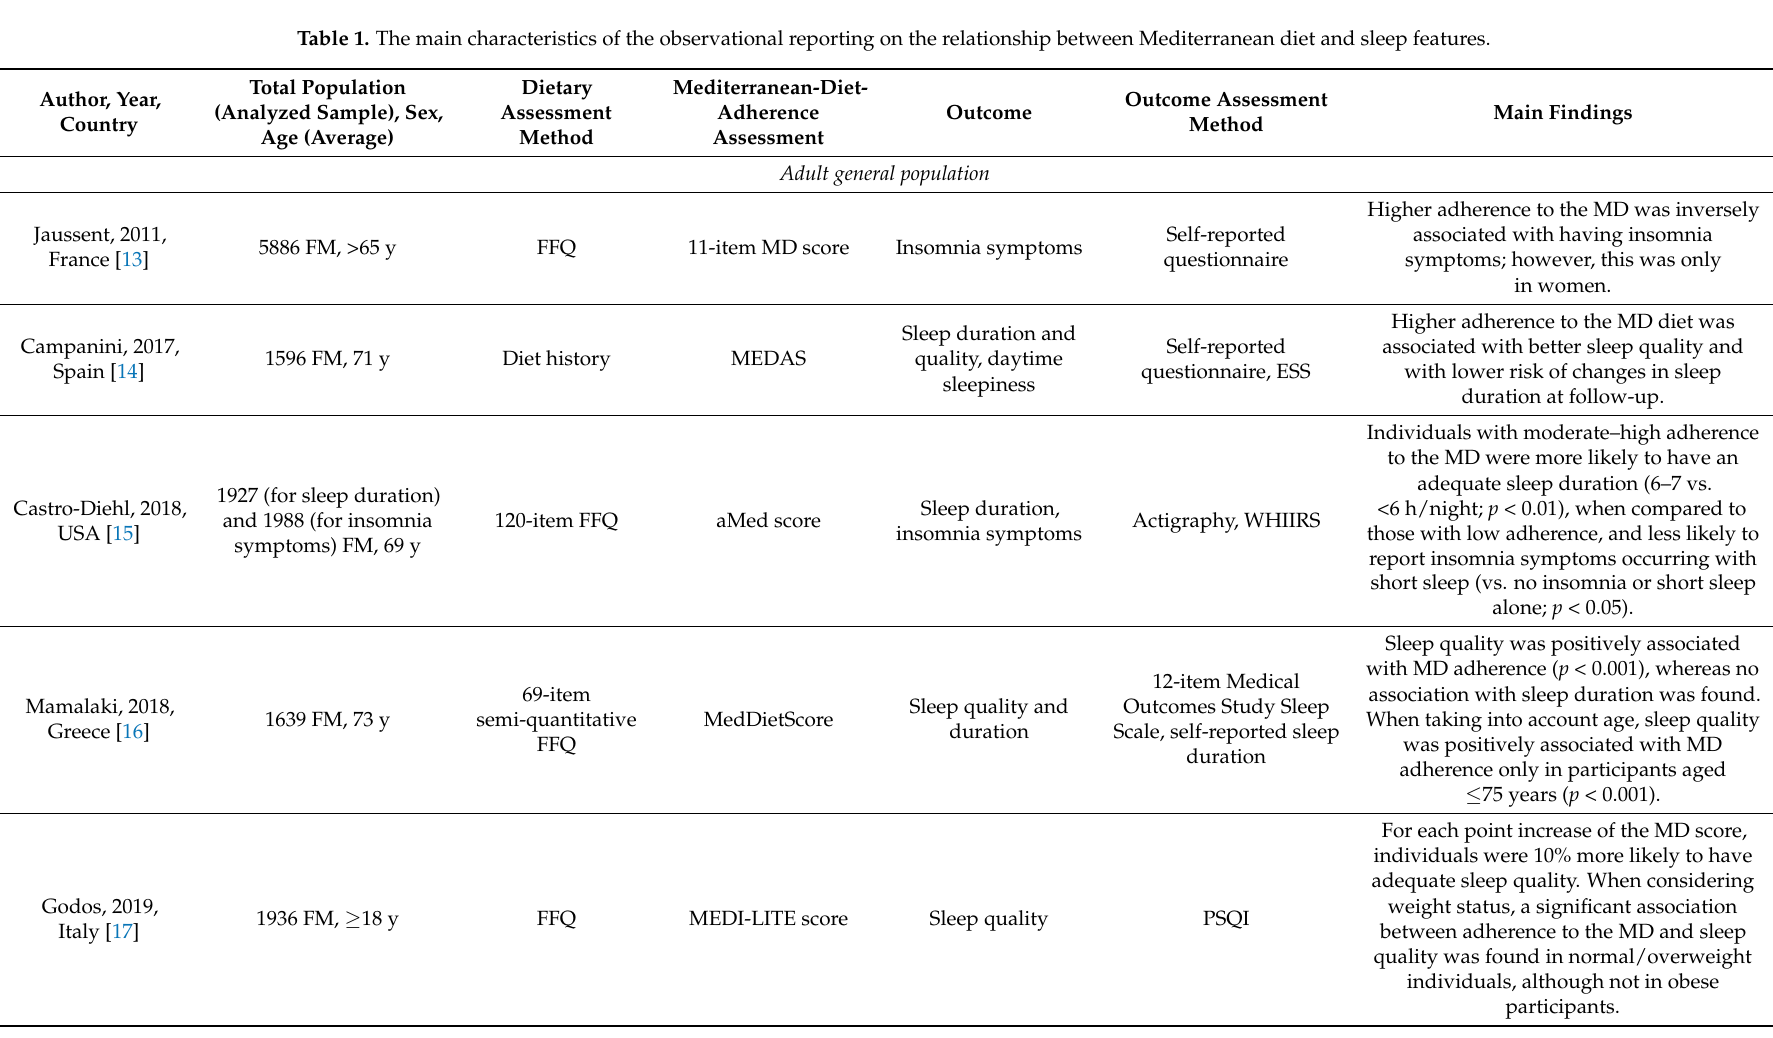 Table 1. The main characteristics of the observational reporting on the relationship between Mediterranean diet and sleep features.
Author, Year,
Country
Total Population
(Analyzed Sample), Sex,
Age (Average)
Dietary
Assessment
Method
Mediterranean-Diet-
Adherence
Assessment
Outcome
Outcome Assessment
Method
Main Findings
Adult general population
Jaussent, 2011,
France [13]
5886 FM, >65 y
FFQ
11-item MD score
Insomnia symptoms
Self-reported
questionnaire
Higher adherence to the MD was inversely
associated with having insomnia
symptoms; however, this was only
in women.
Campanini, 2017,
Spain [14]
1596 FM, 71 y
Diet history
MEDAS
Sleep duration and
quality, daytime
sleepiness
Self-reported
questionnaire, ESS
Higher adherence to the MD diet was
associated with better sleep quality and
with lower risk of changes in sleep
duration at follow-up.
Castro-Diehl, 2018,
USA [15]
1927 (for sleep duration)
and 1988 (for insomnia
symptoms) FM, 69 y
120-item FFQ
aMed score
Sleep duration,
insomnia symptoms
Actigraphy, WHIIRS
Individuals with moderate–high adherence
to the MD were more likely to have an
adequate sleep duration (6–7 vs.
<6 h/night; p < 0.01), when compared to
those with low adherence, and less likely to
report insomnia symptoms occurring with
short sleep (vs. no insomnia or short sleep
alone; p < 0.05).
Mamalaki, 2018,
Greece [16]
1639 FM, 73 y
69-item
semi-quantitative
FFQ
MedDietScore
Sleep quality and
duration
12-item Medical
Outcomes Study Sleep
Scale, self-reported sleep
duration
Sleep quality was positively associated
with MD adherence (p < 0.001), whereas no
association with sleep duration was found.
When taking into account age, sleep quality
was positively associated with MD
adherence only in participants aged
≤75 years (p < 0.001).
Godos, 2019,
Italy [17]
1936 FM, ≥18 y
FFQ
MEDI-LITE score
Sleep quality
PSQI
For each point increase of the MD score,
individuals were 10% more likely to have
adequate sleep quality. When considering
weight status, a significant association
between adherence to the MD and sleep
quality was found in normal/overweight
individuals, although not in obese
participants.